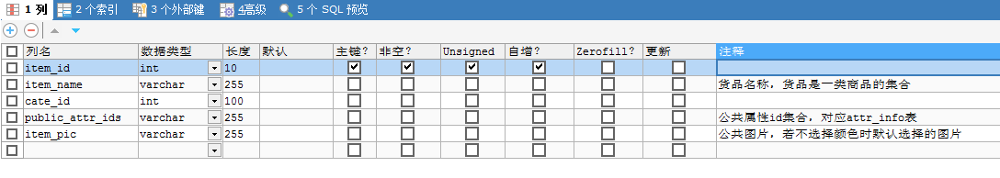 1 列 2 个索引 3 个外部键 4高级 5 个 SQL 预览
列名 数据类型 长度 默认 主键? 非空? Unsigned 自增? Zerofill? 更新 注释
item_id int 10
item_name varchar 255 货品名称，货品是一类商品的集合
cate_id int 100
public_attr_ids varchar 255 公共属性id集合，对应attr_info表
item_pic varchar 255 公共图片，若不选择颜色时默认选择的图片